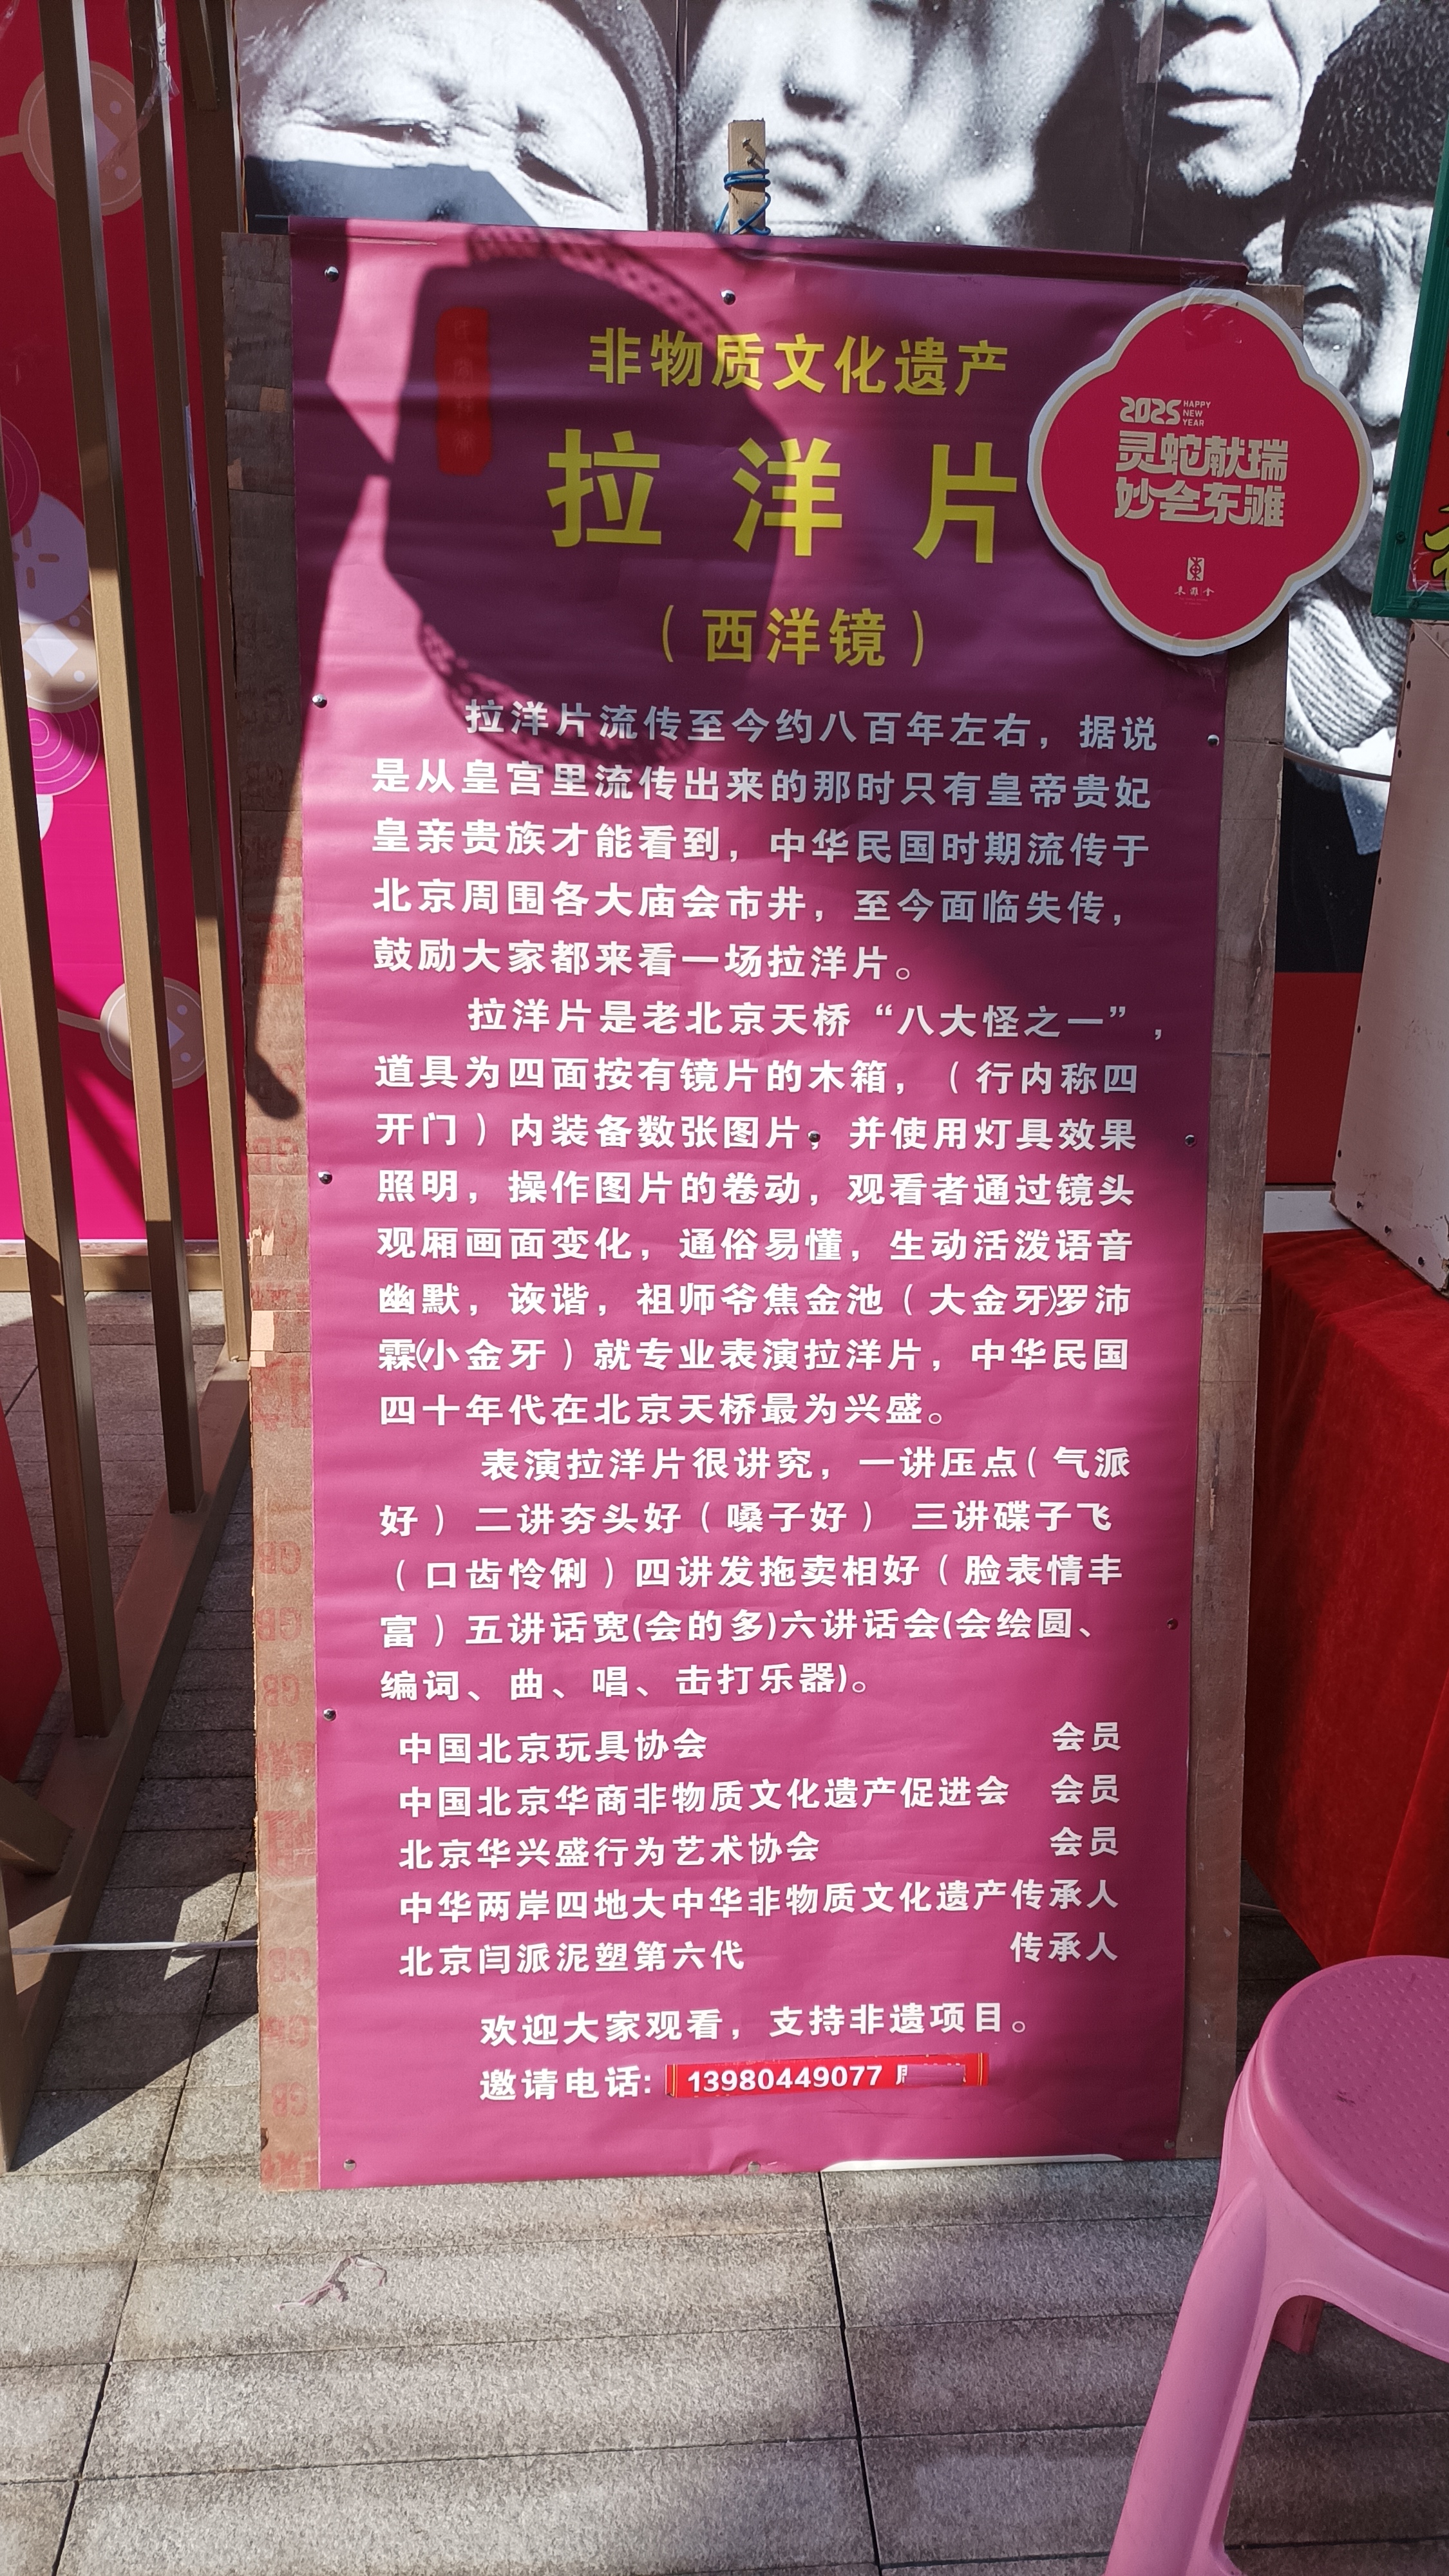 非物质文化遗产
拉洋片
（西洋镜）
2025 HAPPY NEW YEAR
灵蛇献瑞
妙会东滩
拉洋片流传至今约八百年左右，据说
是从皇宫里流传出来的那时只有皇帝贵妃
皇亲贵族才能看到，中华民国时期流传于
北京周围各大庙会市井，至今面临失传，
鼓励大家都来看一场拉洋片。
拉洋片是老北京天桥“八大怪之一”，
道具为四面按有镜片的木箱，（行内称四
开门）内装备数张图片，并使用灯具效果
照明，操作图片的卷动，观看者通过镜头
观厢画面变化，通俗易懂，生动活泼语音
幽默，诙谐，祖师爷焦金池（大金牙)罗沛
霖(小金牙）就专业表演拉洋片，中华民国
四十年代在北京天桥最为兴盛。
表演拉洋片很讲究，一讲压点（气派
好）二讲夯头好（嗓子好）三讲碟子飞
（口齿怜俐）四讲发拖卖相好（脸表情丰
富）五讲话宽(会的多)六讲话会(会绘圆、
编词、曲、唱、击打乐器)。
中国北京玩具协会 会员
中国北京华商非物质文化遗产促进会 会员
北京华兴盛行为艺术协会 会员
中华两岸四地大中华非物质文化遗产传承人
北京闫派泥塑第六代 传承人
欢迎大家观看，支持非遗项目。
邀请电话: 13980449077